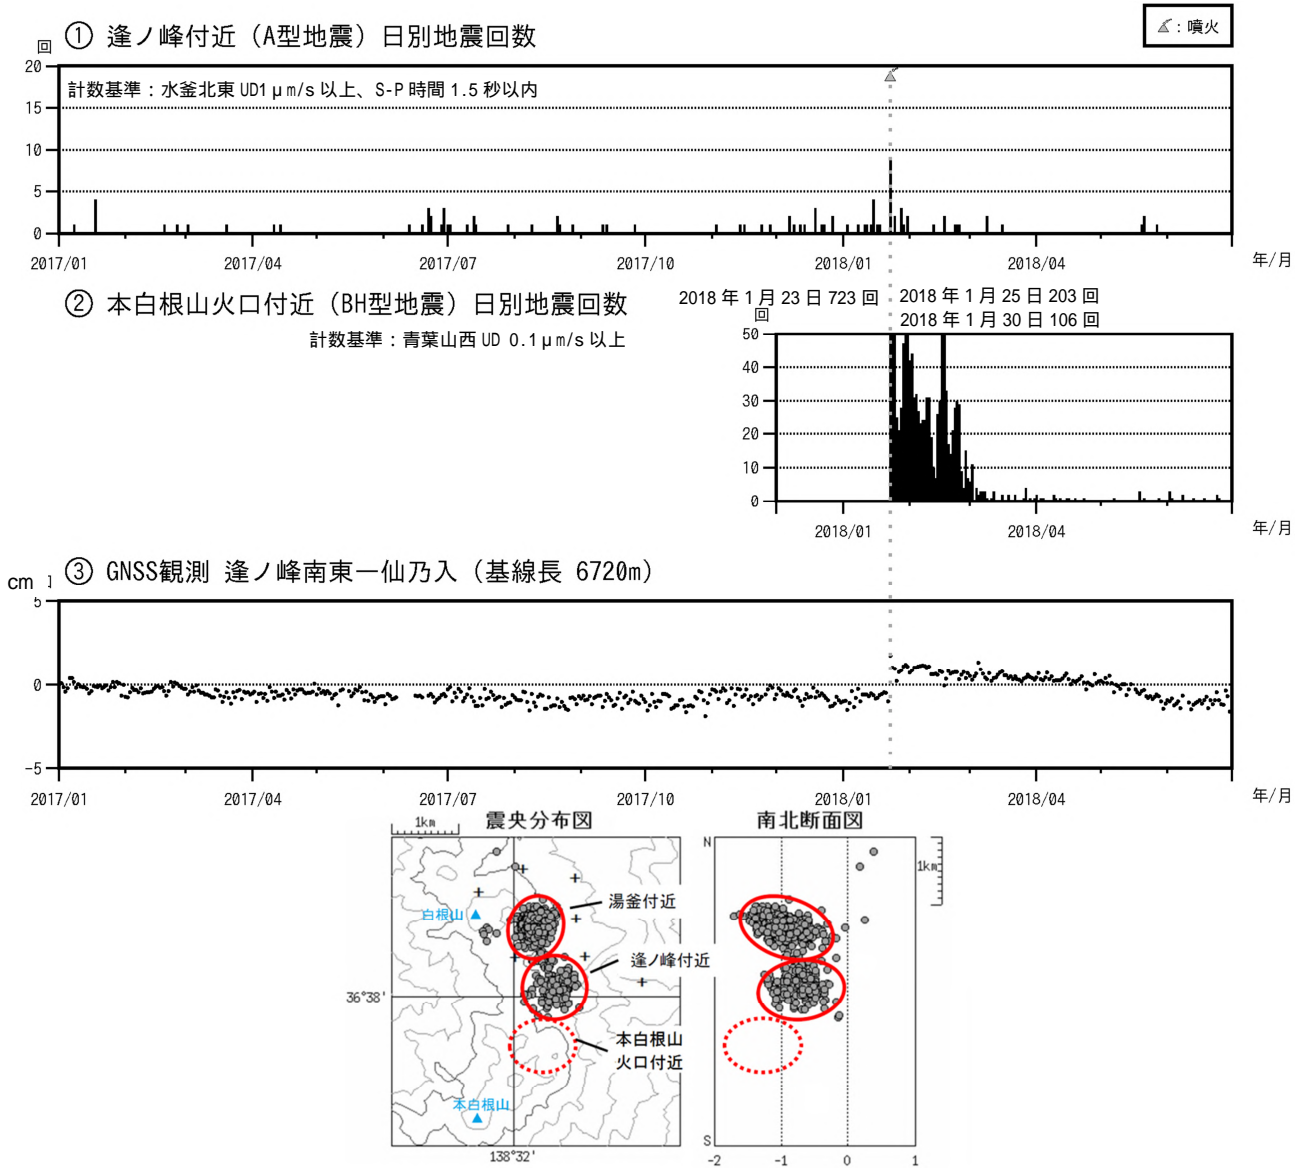 ① 逢ノ峰付近（A型地震）日別地震回数
：噴火
回
20
計数基準：水釜北東 UD1μm/s 以上、S-P 時間 1.5 秒以内
15
10
5
0
2017/01 2017/04 2017/07 2017/10 2018/01 2018/04 年/月
② 本白根山火口付近（BH型地震）日別地震回数
計数基準：青葉山西 UD 0.1μm/s 以上
2018 年 1 月 23 日 723 回
2018 年 1 月 25 日 203 回
2018 年 1 月 30 日 106 回
回
50
40
30
20
10
0
2018/01 2018/04 年/月
③ GNSS観測 逢ノ峰南東ー仙乃入（基線長 6720m）
cm
5
0
-5
2017/01 2017/04 2017/07 2017/10 2018/01 2018/04 年/月
震央分布図
1km
湯釜付近
白根山
逢ノ峰付近
36°38'
本白根山
火口付近
本白根山
138°32'
南北断面図
N
1km
S
-2 -1 0 1